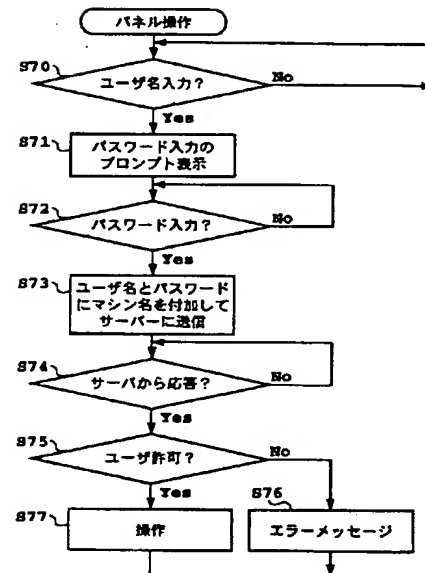 パネル操作
S70
ユーザ名入力?
No
Yes
S71
パスワード入力の
プロンプト表示
S72
パスワード入力?
No
Yes
S73
ユーザ名とパスワード
にマシン名を付加して
サーバーに送信
S74
サーバから応答?
No
Yes
S75
ユーザ許可?
No
Yes
S76
エラーメッセージ
S77
操作